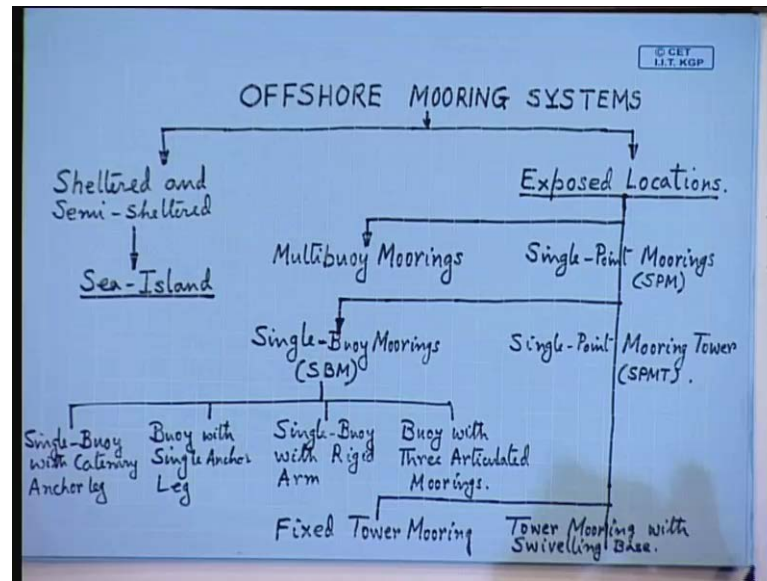 © CET
I.I.T. KGP
OFFSHORE MOORING SYSTEMS
Sheltered and
Semi-sheltered
Exposed Locations.
Sea-Island
Multibuoy Moorings
Single-Point Moorings
(SPM)
Single-Buoy Moorings
(SBM)
Single-Point Mooring Tower
(SPMT).
Single-Buoy
with Catenary
Anchor leg
Buoy with
Single Anchor
Leg
Single-Buoy
with Rigid
Arm
Buoy with
Three Articulated
Moorings.
Fixed Tower Mooring
Tower Mooring with
Swivelling Base.